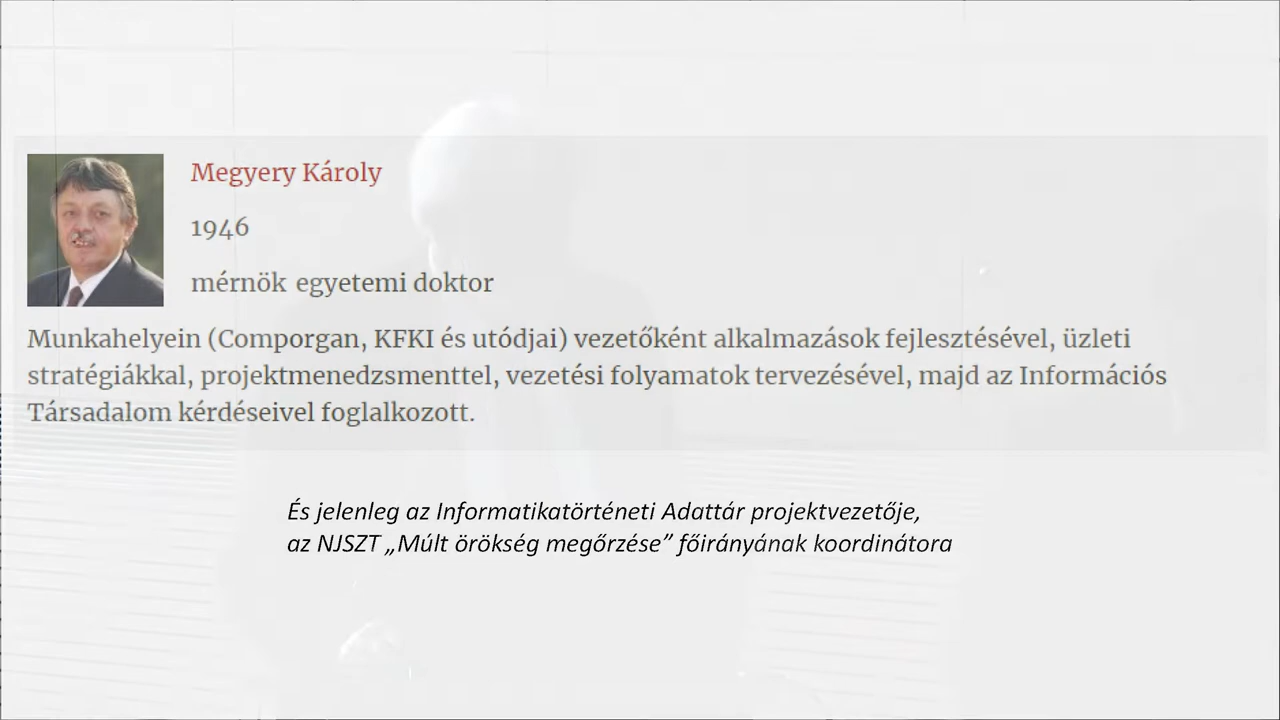 Megyery Károly
1946
mérnök egyetemi doktor
Munkahelyein (Comporgan, KFKI és utódjai) vezetőként alkalmazások fejlesztésével, üzleti
stratégiákkal, projektmenedzsmenttel, vezetési folyamatok tervezésével, majd az Információs
Társadalom kérdéseivel foglalkozott.
És jelenleg az Informatikatörténeti Adattár projektvezetője,
az NJSZT „Múlt örökség megőrzése” főirányának koordinátora